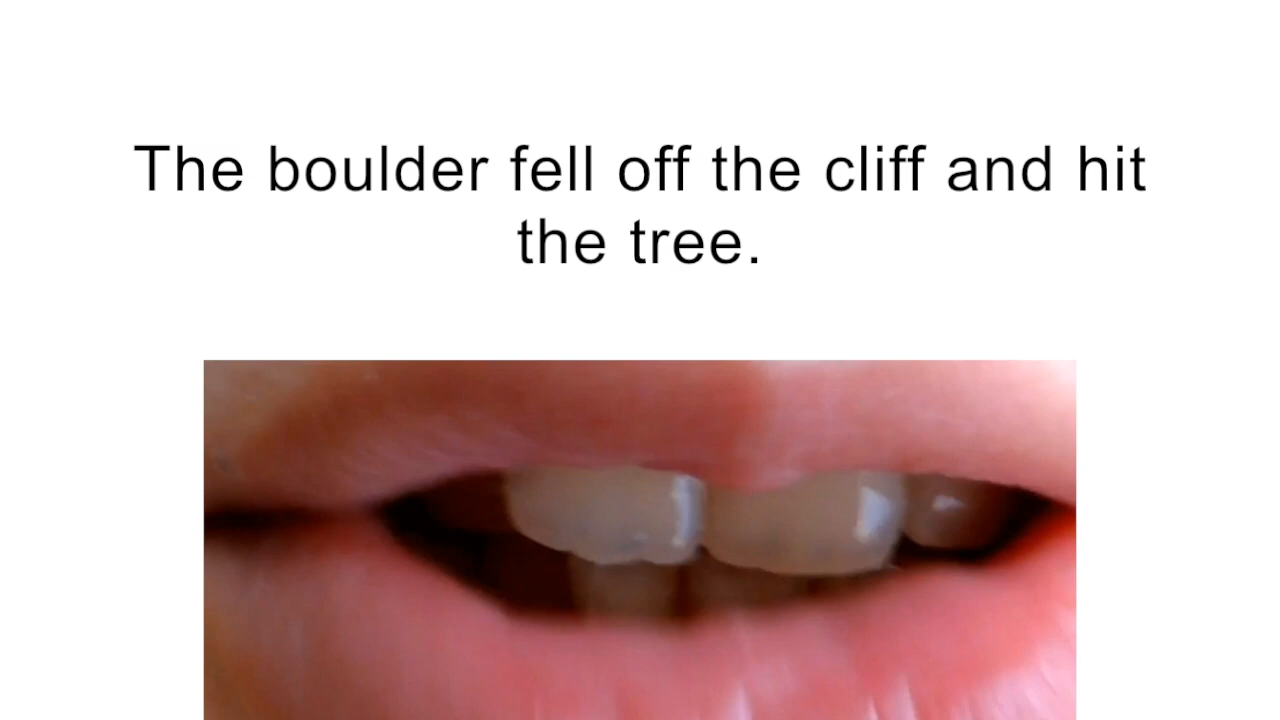 The boulder fell off the cliff and hit
the tree.